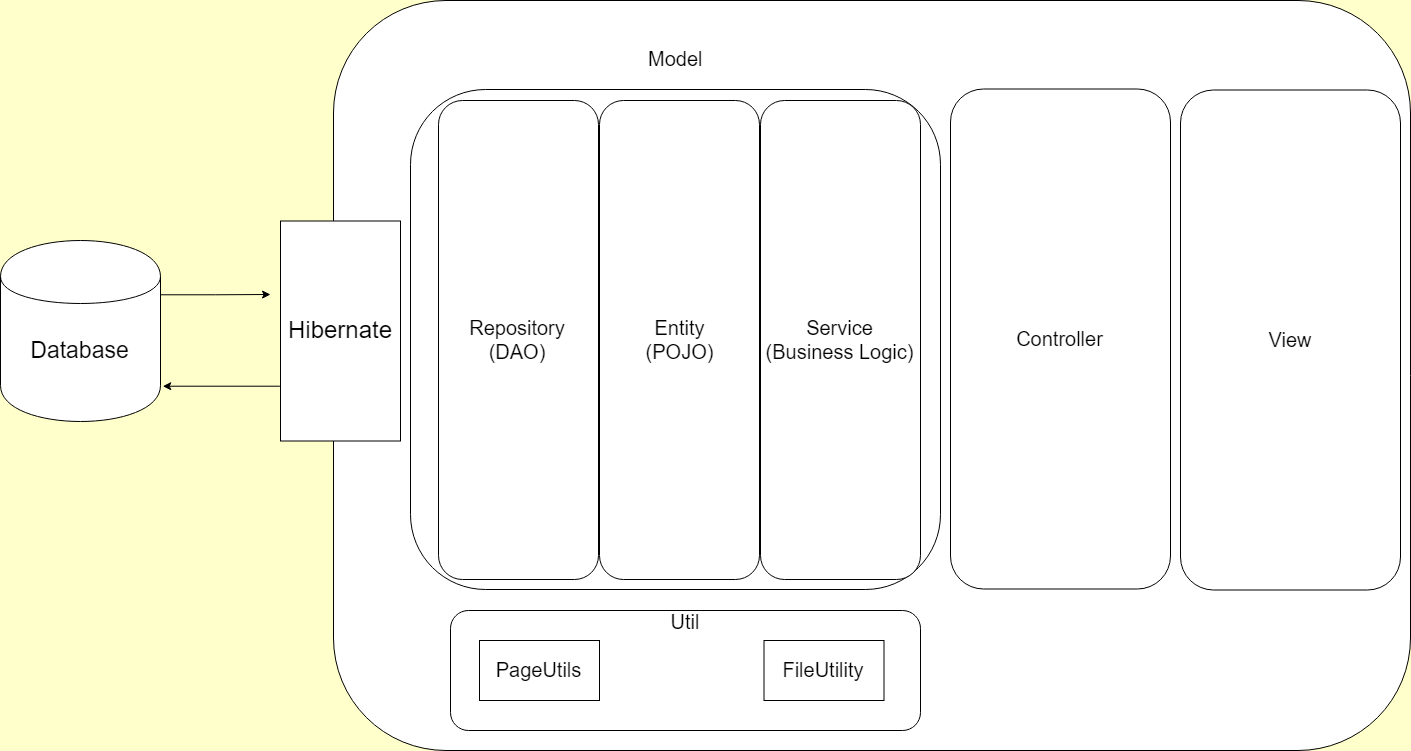 Model
Database
Hibernate
Repository
(DAO)
Entity
(POJO)
Service
(Business Logic)
Controller
View
Util
PageUtils
FileUtility